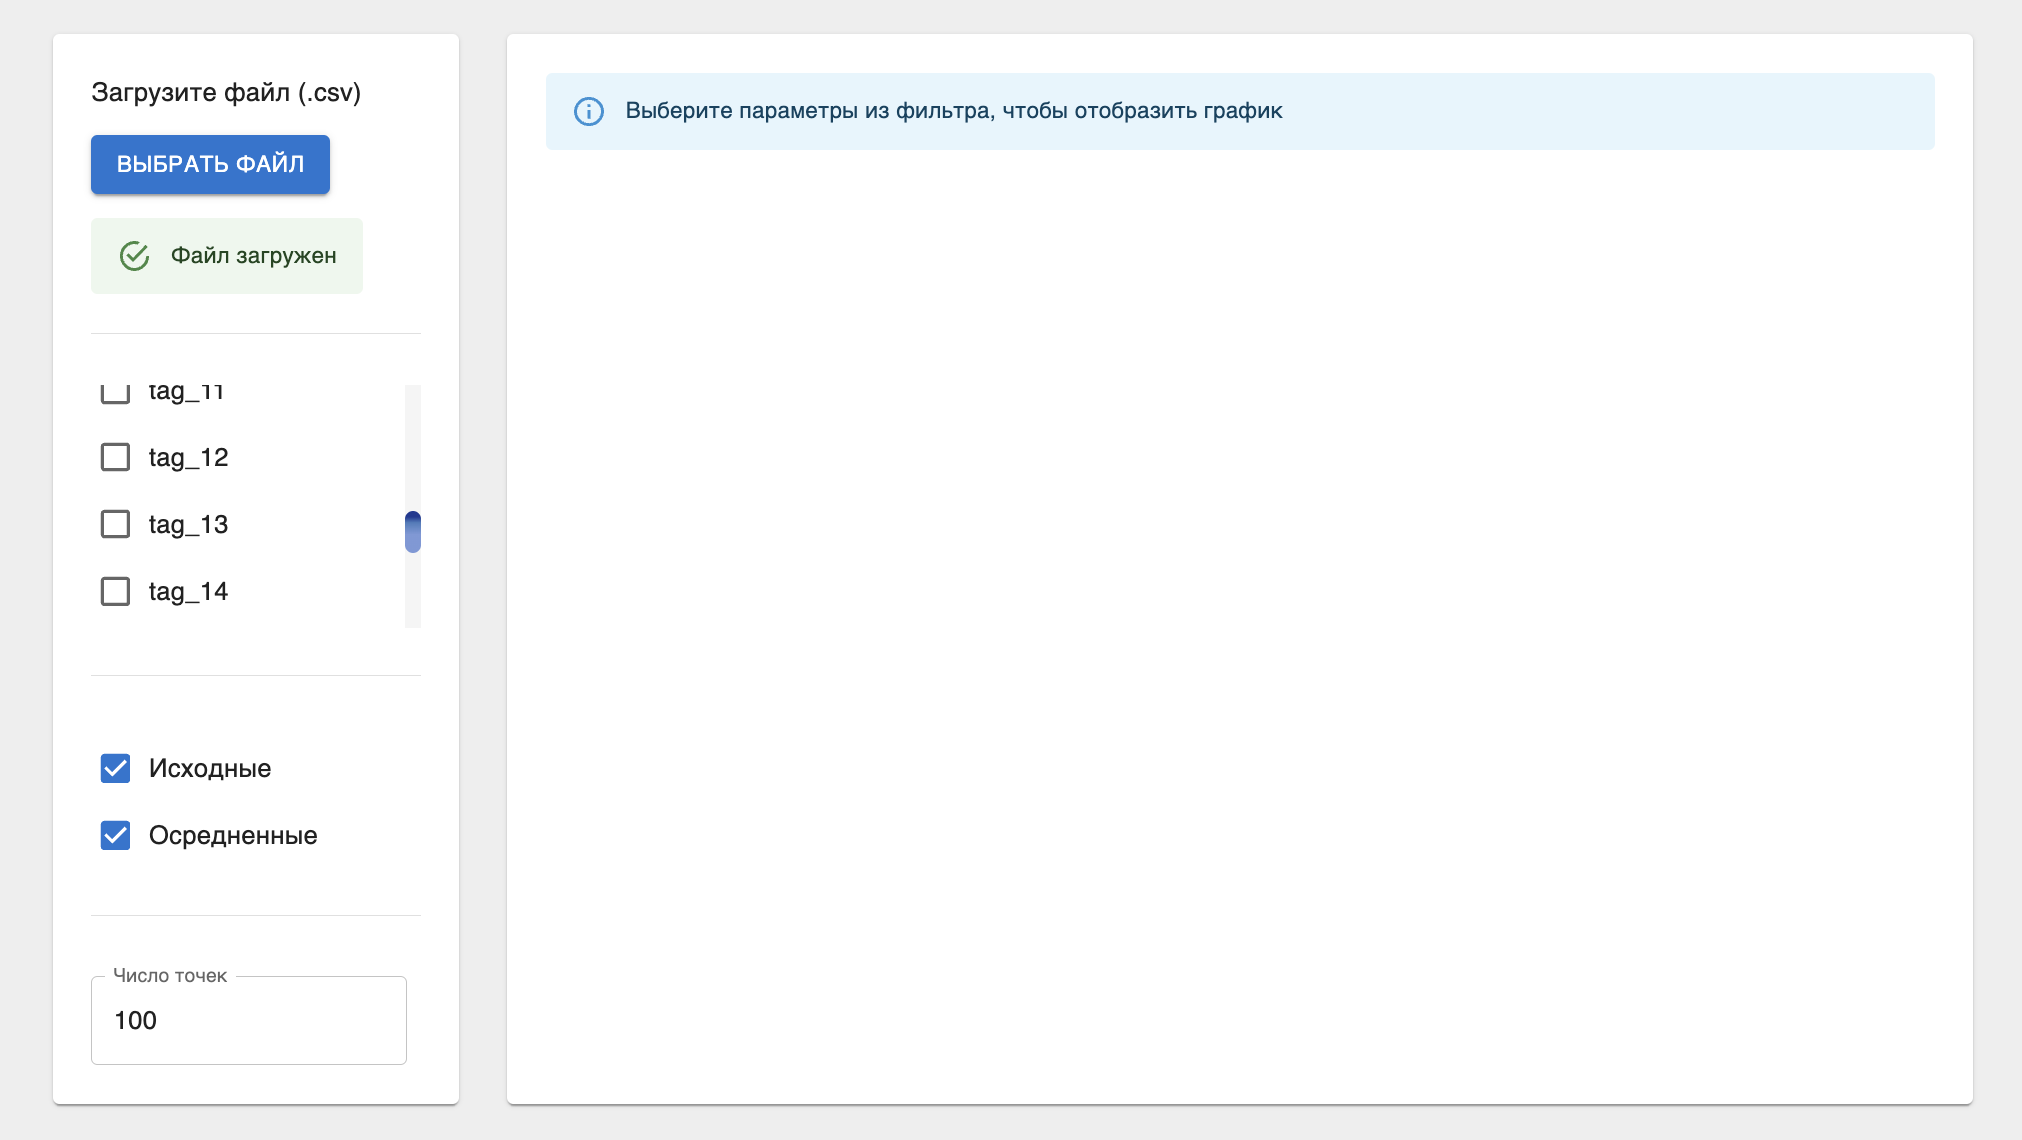 Загрузите файл (.csv)
ВЫБРАТЬ ФАЙЛ
Файл загружен
tag_11
tag_12
tag_13
tag_14
Исходные
Осредненные
Число точек
100
Выберите параметры из фильтра, чтобы отобразить график